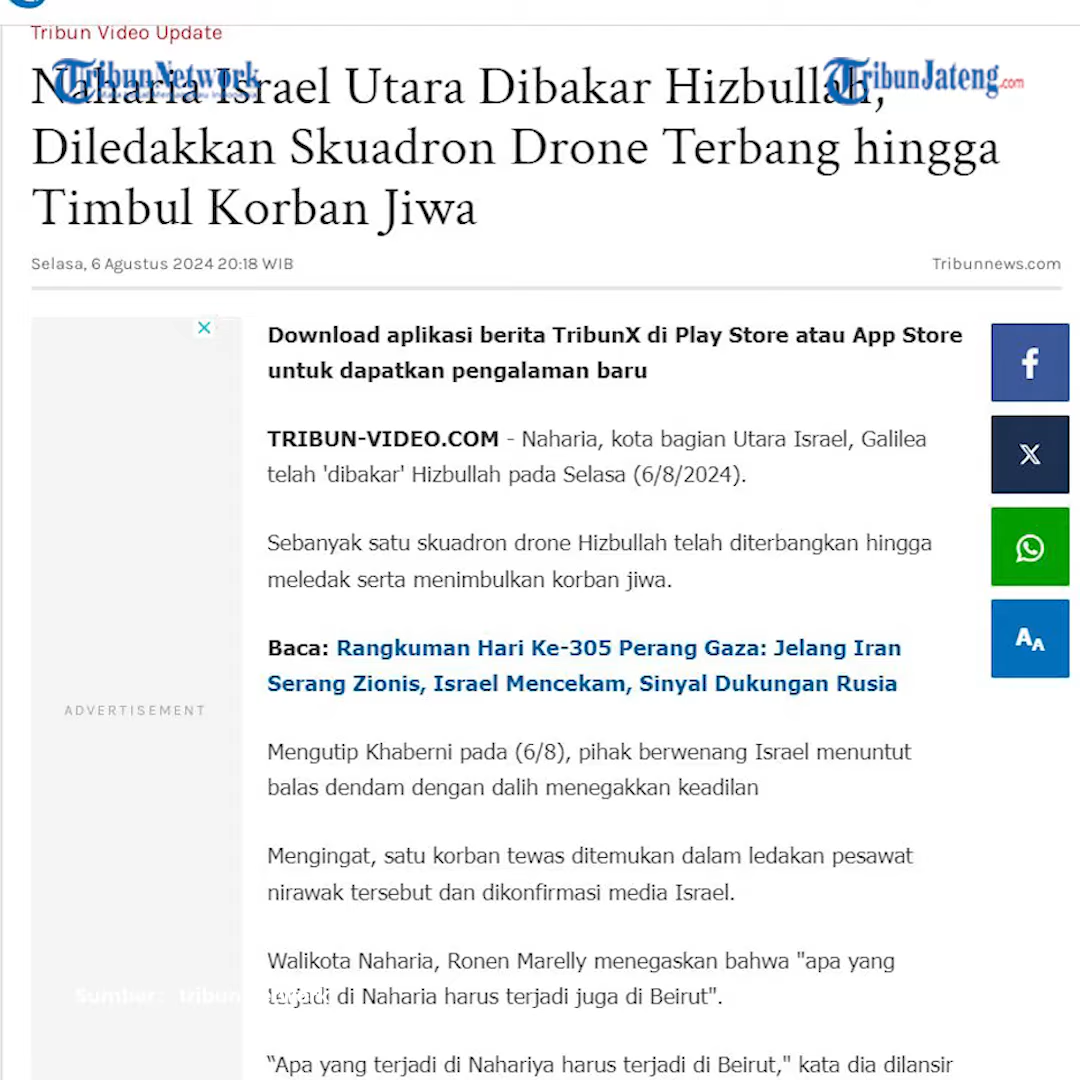 Tribun Video Update
Naharia Israel Utara Dibakar Hizbullah,
TribunNetwork
TribunJateng.com
Diledakkan Skuadron Drone Terbang hingga
Timbul Korban Jiwa
Selasa, 6 Agustus 2024 20:18 WIB
Tribunnews.com
Download aplikasi berita TribunX di Play Store atau App Store
untuk dapatkan pengalaman baru
TRIBUN-VIDEO.COM - Naharia, kota bagian Utara Israel, Galilea
telah 'dibakar' Hizbullah pada Selasa (6/8/2024).
Sebanyak satu skuadron drone Hizbullah telah diterbangkan hingga
meledak serta menimbulkan korban jiwa.
Baca: Rangkuman Hari Ke-305 Perang Gaza: Jelang Iran
Serang Zionis, Israel Mencekam, Sinyal Dukungan Rusia
ADVERTISEMENT
Mengutip Khaberni pada (6/8), pihak berwenang Israel menuntut
balas dendam dengan dalih menegakkan keadilan
Mengingat, satu korban tewas ditemukan dalam ledakan pesawat
nirawak tersebut dan dikonfirmasi media Israel.
Walikota Naharia, Ronen Marelly menegaskan bahwa "apa yang
terjadi di Naharia harus terjadi juga di Beirut".
Sumber: tribun network
“Apa yang terjadi di Nahariya harus terjadi di Beirut," kata dia dilansir